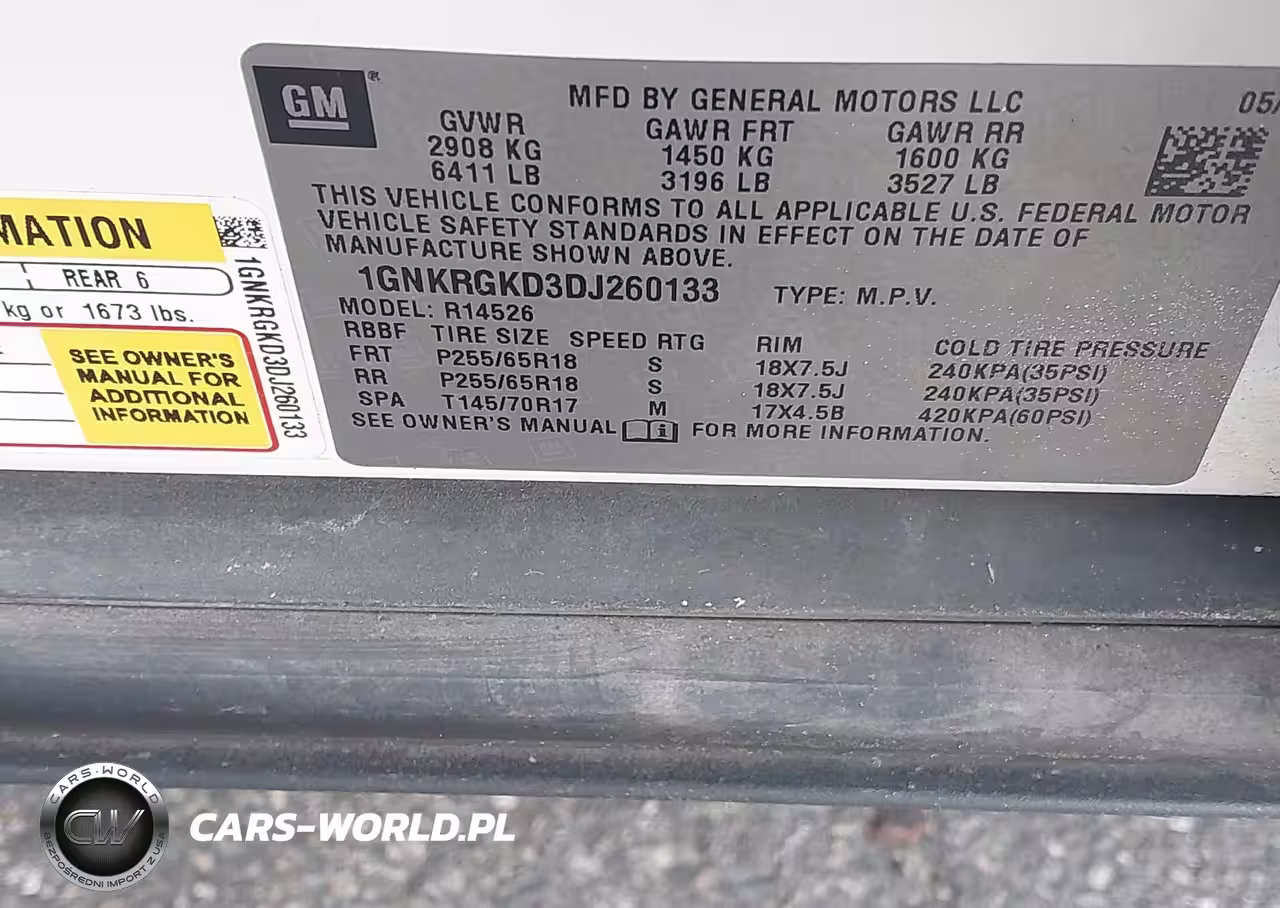 GM ®
MFD BY GENERAL MOTORS LLC 05/
GVWR GAWR FRT GAWR RR
2908 KG 1450 KG 1600 KG
6411 LB 3196 LB 3527 LB
THIS VEHICLE CONFORMS TO ALL APPLICABLE U.S. FEDERAL MOTOR
VEHICLE SAFETY STANDARDS IN EFFECT ON THE DATE OF
MANUFACTURE SHOWN ABOVE.
1GNKRGKD3DJ260133 TYPE: M.P.V.
MODEL: R14526
RBBF TIRE SIZE SPEED RTG RIM COLD TIRE PRESSURE
FRT P255/65R18 S 18X7.5J 240KPA(35PSI)
RR P255/65R18 S 18X7.5J 240KPA(35PSI)
SPA T145/70R17 M 17X4.5B 420KPA(60PSI)
SEE OWNER'S MANUAL i FOR MORE INFORMATION.
MATION
REAR 6
kg or 1673 lbs.
SEE OWNER'S
MANUAL FOR
ADDITIONAL
INFORMATION
1GNKRGKD3DJ260133
CARS-WORLD
CW
BEZPOŚREDNI IMPORT Z USA
CARS-WORLD.PL